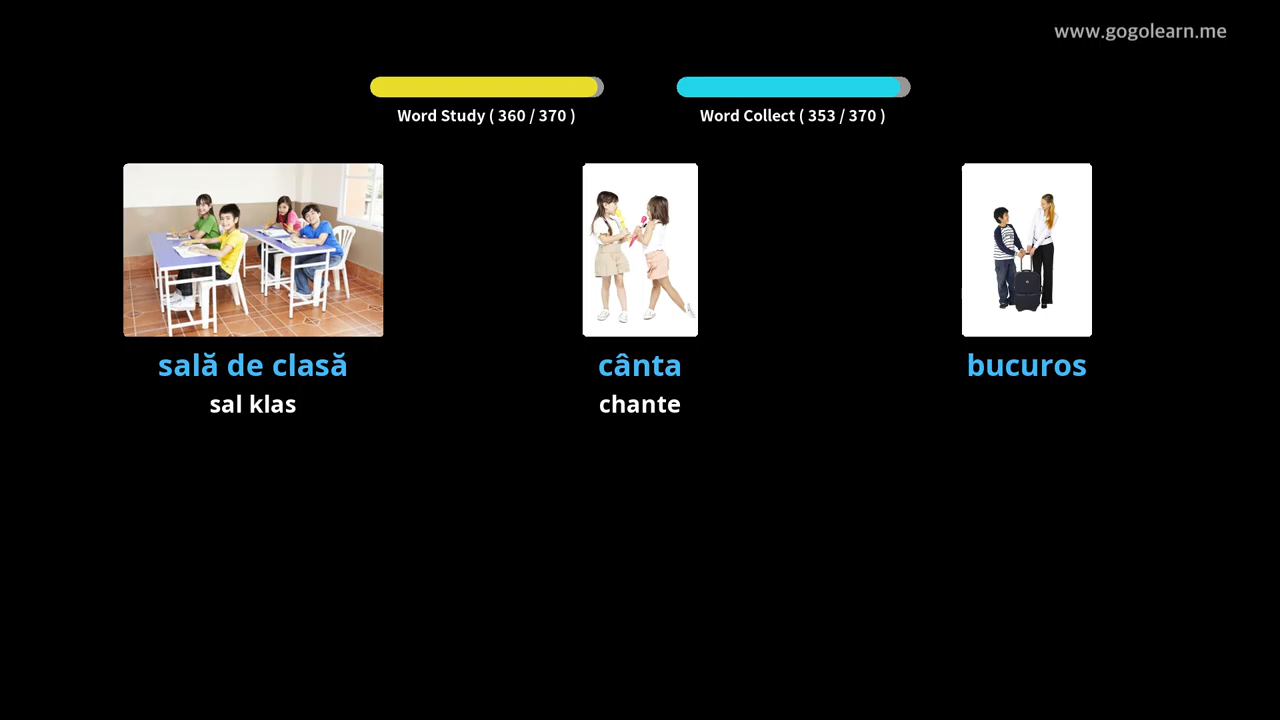 www.gogolearn.me
Word Study ( 360 / 370 )
Word Collect ( 353 / 370 )
sală de clasă
sal klas
cânta
chante
bucuros